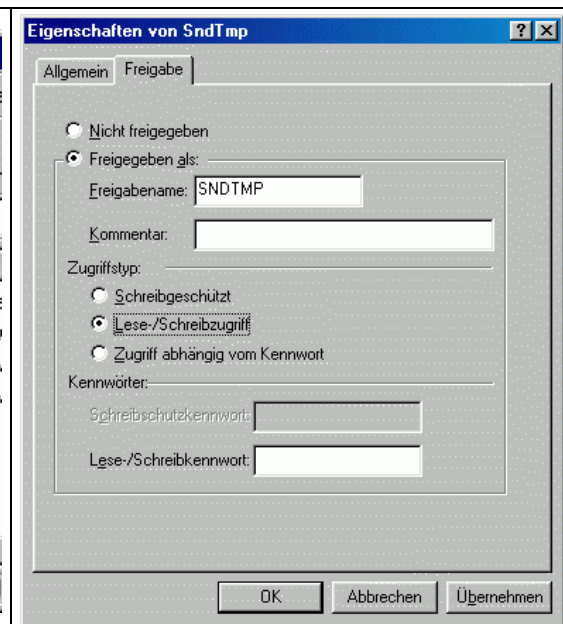 Eigenschaften von SndTmp
Allgemein Freigabe
Nicht freigegeben
Freigegeben als:
Freigabename: SNDTMP
Kommentar:
Zugriffstyp:
Schreibgeschützt
Lese-/Schreibzugriff
Zugriff abhängig vom Kennwort
Kennwörter:
Schreibschutzkennwort:
Lese-/Schreibkennwort:
OK Abbrechen Übernehmen